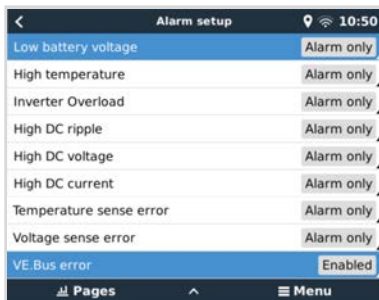 Alarm setup 10:50
Low battery voltage Alarm only
High temperature Alarm only
Inverter Overload Alarm only
High DC ripple Alarm only
High DC voltage Alarm only
High DC current Alarm only
Temperature sense error Alarm only
Voltage sense error Alarm only
VE.Bus error Enabled
Pages Menu